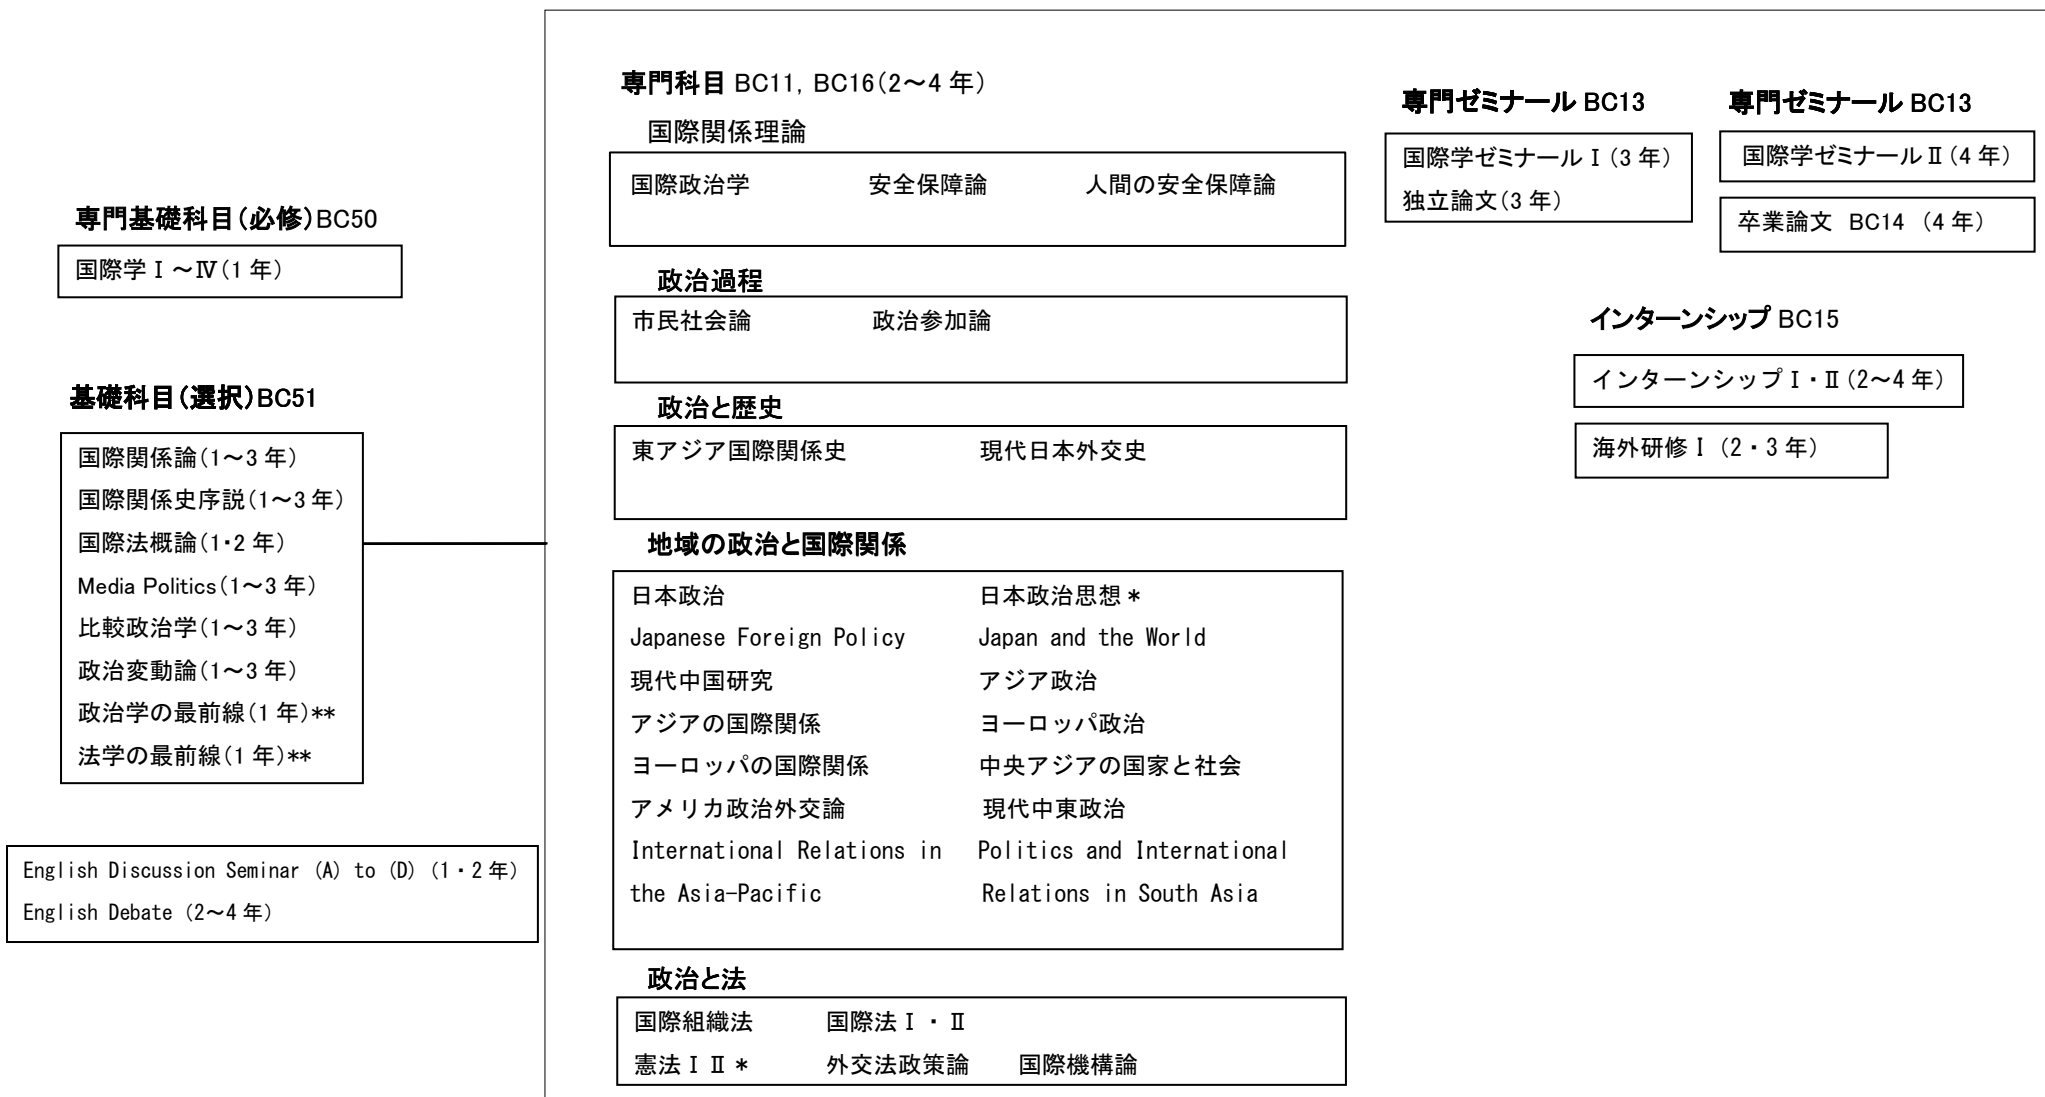 専門基礎科目(必修)BC50
国際学Ⅰ～Ⅳ(1 年)
基礎科目(選択)BC51
国際関係論(1～3 年)
国際関係史序説(1～3 年)
国際法概論(1・2 年)
Media Politics(1～3 年)
比較政治学(1～3 年)
政治変動論(1～3 年)
政治学の最前線(1 年)**
法学の最前線(1 年)**
English Discussion Seminar (A) to (D) (1・2 年)
English Debate (2～4 年)
専門科目 BC11, BC16(2～4 年)
国際関係理論
国際政治学 安全保障論 人間の安全保障論
政治過程
市民社会論 政治参加論
政治と歴史
東アジア国際関係史 現代日本外交史
地域の政治と国際関係
日本政治 日本政治思想*
Japanese Foreign Policy Japan and the World
現代中国研究 アジア政治
アジアの国際関係 ヨーロッパ政治
ヨーロッパの国際関係 中央アジアの国家と社会
アメリカ政治外交論 現代中東政治
International Relations in Politics and International
the Asia-Pacific Relations in South Asia
政治と法
国際組織法 国際法Ⅰ・Ⅱ
憲法ⅠⅡ* 外交法政策論 国際機構論
専門ゼミナール BC13
国際学ゼミナールⅠ(3 年)
独立論文(3 年)
専門ゼミナール BC13
国際学ゼミナールⅡ(4 年)
卒業論文 BC14 (4 年)
インターンシップ BC15
インターンシップⅠ・Ⅱ(2～4 年)
海外研修Ⅰ (2・3 年)